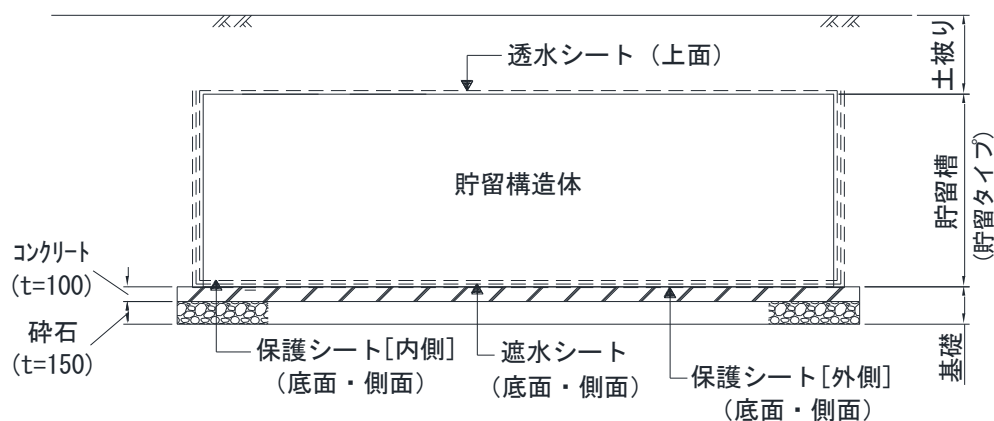 透水シート（上面）
土被り
貯留構造体
貯留槽
(貯留タイプ)
コンクリート
(t=100)
砕石
(t=150)
保護シート[内側]
（底面・側面）
遮水シート
（底面・側面）
保護シート[外側]
（底面・側面）
基礎